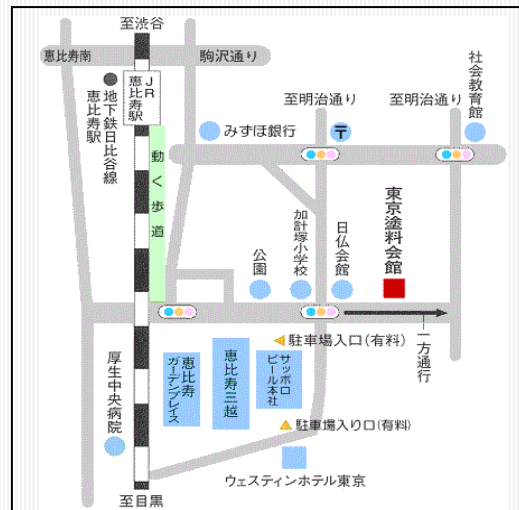 至渋谷
恵比寿南
駒沢通り
社会教育館
JR
恵比寿駅
地下鉄日比谷線
恵比寿駅
至明治通り
至明治通り
みずほ銀行
〒
動く歩道
公園
加計塚小学校
日仏会館
東京塗料会館
一方通行
駐車場入口(有料)
厚生中央病院
恵比寿
ガーデンプレイス
恵比寿三越
サッポロ
ビール本社
駐車場入り口(有料)
ウェスティンホテル東京
至目黒